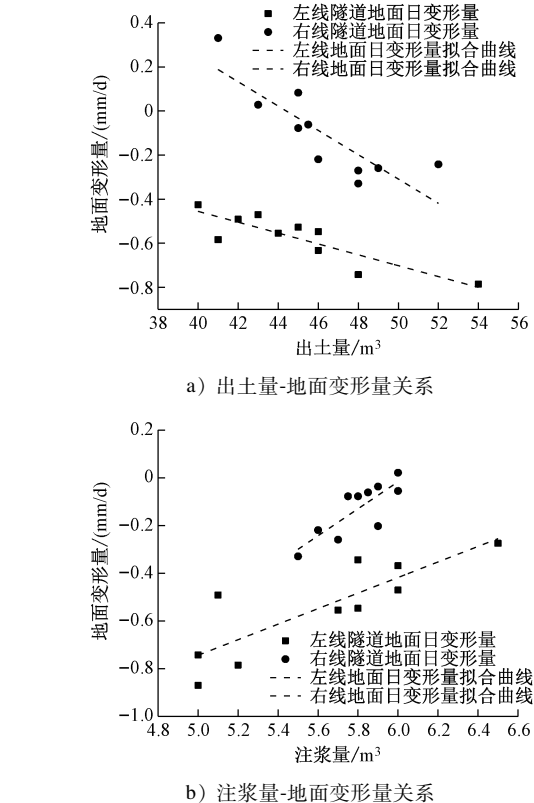 0.4
0.2
0
−0.2
−0.4
−0.6
−0.8
地面变形量/(mm/d)
左线隧道地面日变形量
右线隧道地面日变形量
左线地面日变形量拟合曲线
右线地面日变形量拟合曲线
38 40 42 44 46 48 50 52 54 56
出土量/m³
a）出土量-地面变形量关系
0.2
0
−0.2
−0.4
−0.6
−0.8
−1.0
地面变形量/(mm/d)
左线隧道地面日变形量
右线隧道地面日变形量
左线地面日变形量拟合曲线
右线地面日变形量拟合曲线
4.8 5.0 5.2 5.4 5.6 5.8 6.0 6.2 6.4 6.6
注浆量/m³
b）注浆量-地面变形量关系